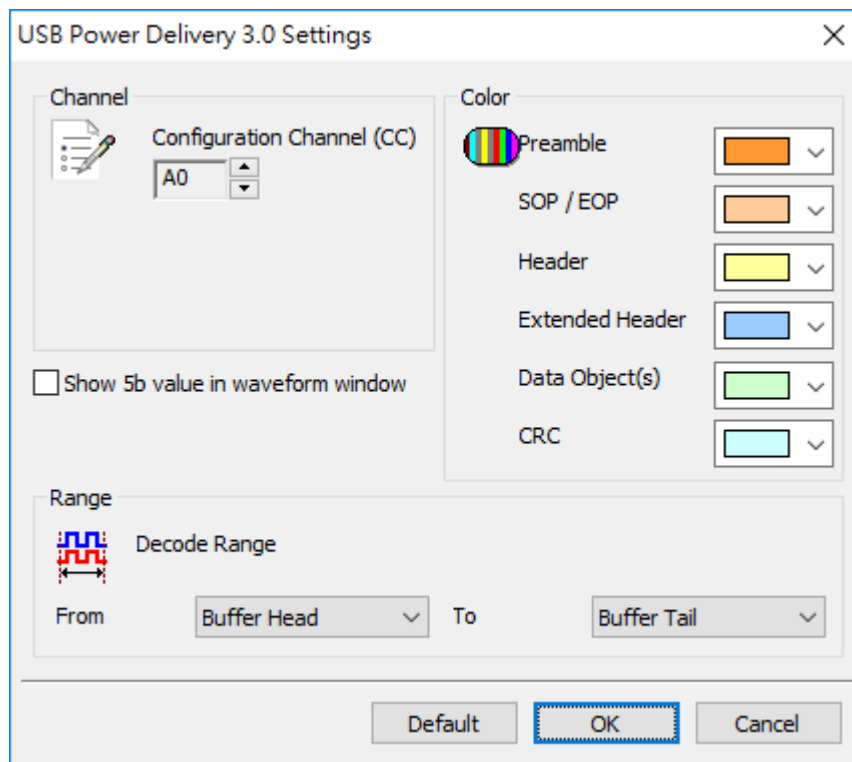 USB Power Delivery 3.0 Settings
Channel
Configuration Channel (CC)
A0
Show 5b value in waveform window
Color
Preamble
SOP / EOP
Header
Extended Header
Data Object(s)
CRC
Range
Decode Range
From Buffer Head To Buffer Tail
Default OK Cancel